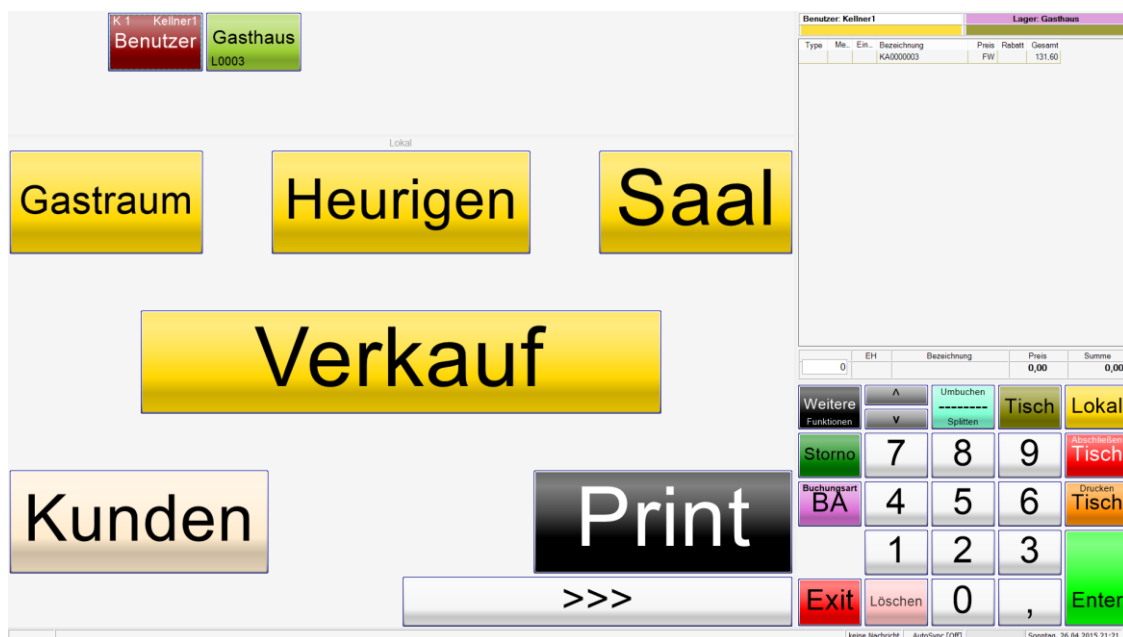 K 1 Kellner1
Benutzer
Gasthaus
L0003
Lokal
Gastraum
Heurigen
Saal
Verkauf
Kunden
Print
>>>
Benutzer: Kellner1
Lager: Gasthaus
Type Me.. Ein.. Bezeichnung Preis Rabatt Gesamt
KA0000003 FW 131.60
EH Bezeichnung Preis Summe
0 0,00 0,00
Weitere
Funktionen
^
v
Umbuchen
--------
Splitten
Tisch
Lokal
Storno
7
8
9
Abschließen
Tisch
Buchungsart
BA
4
5
6
Drucken
Tisch
1
2
3
Exit
Löschen
0
,
Enter
keine Nachricht AutoSync [Off] Sonntag, 26.04.2015 21:21